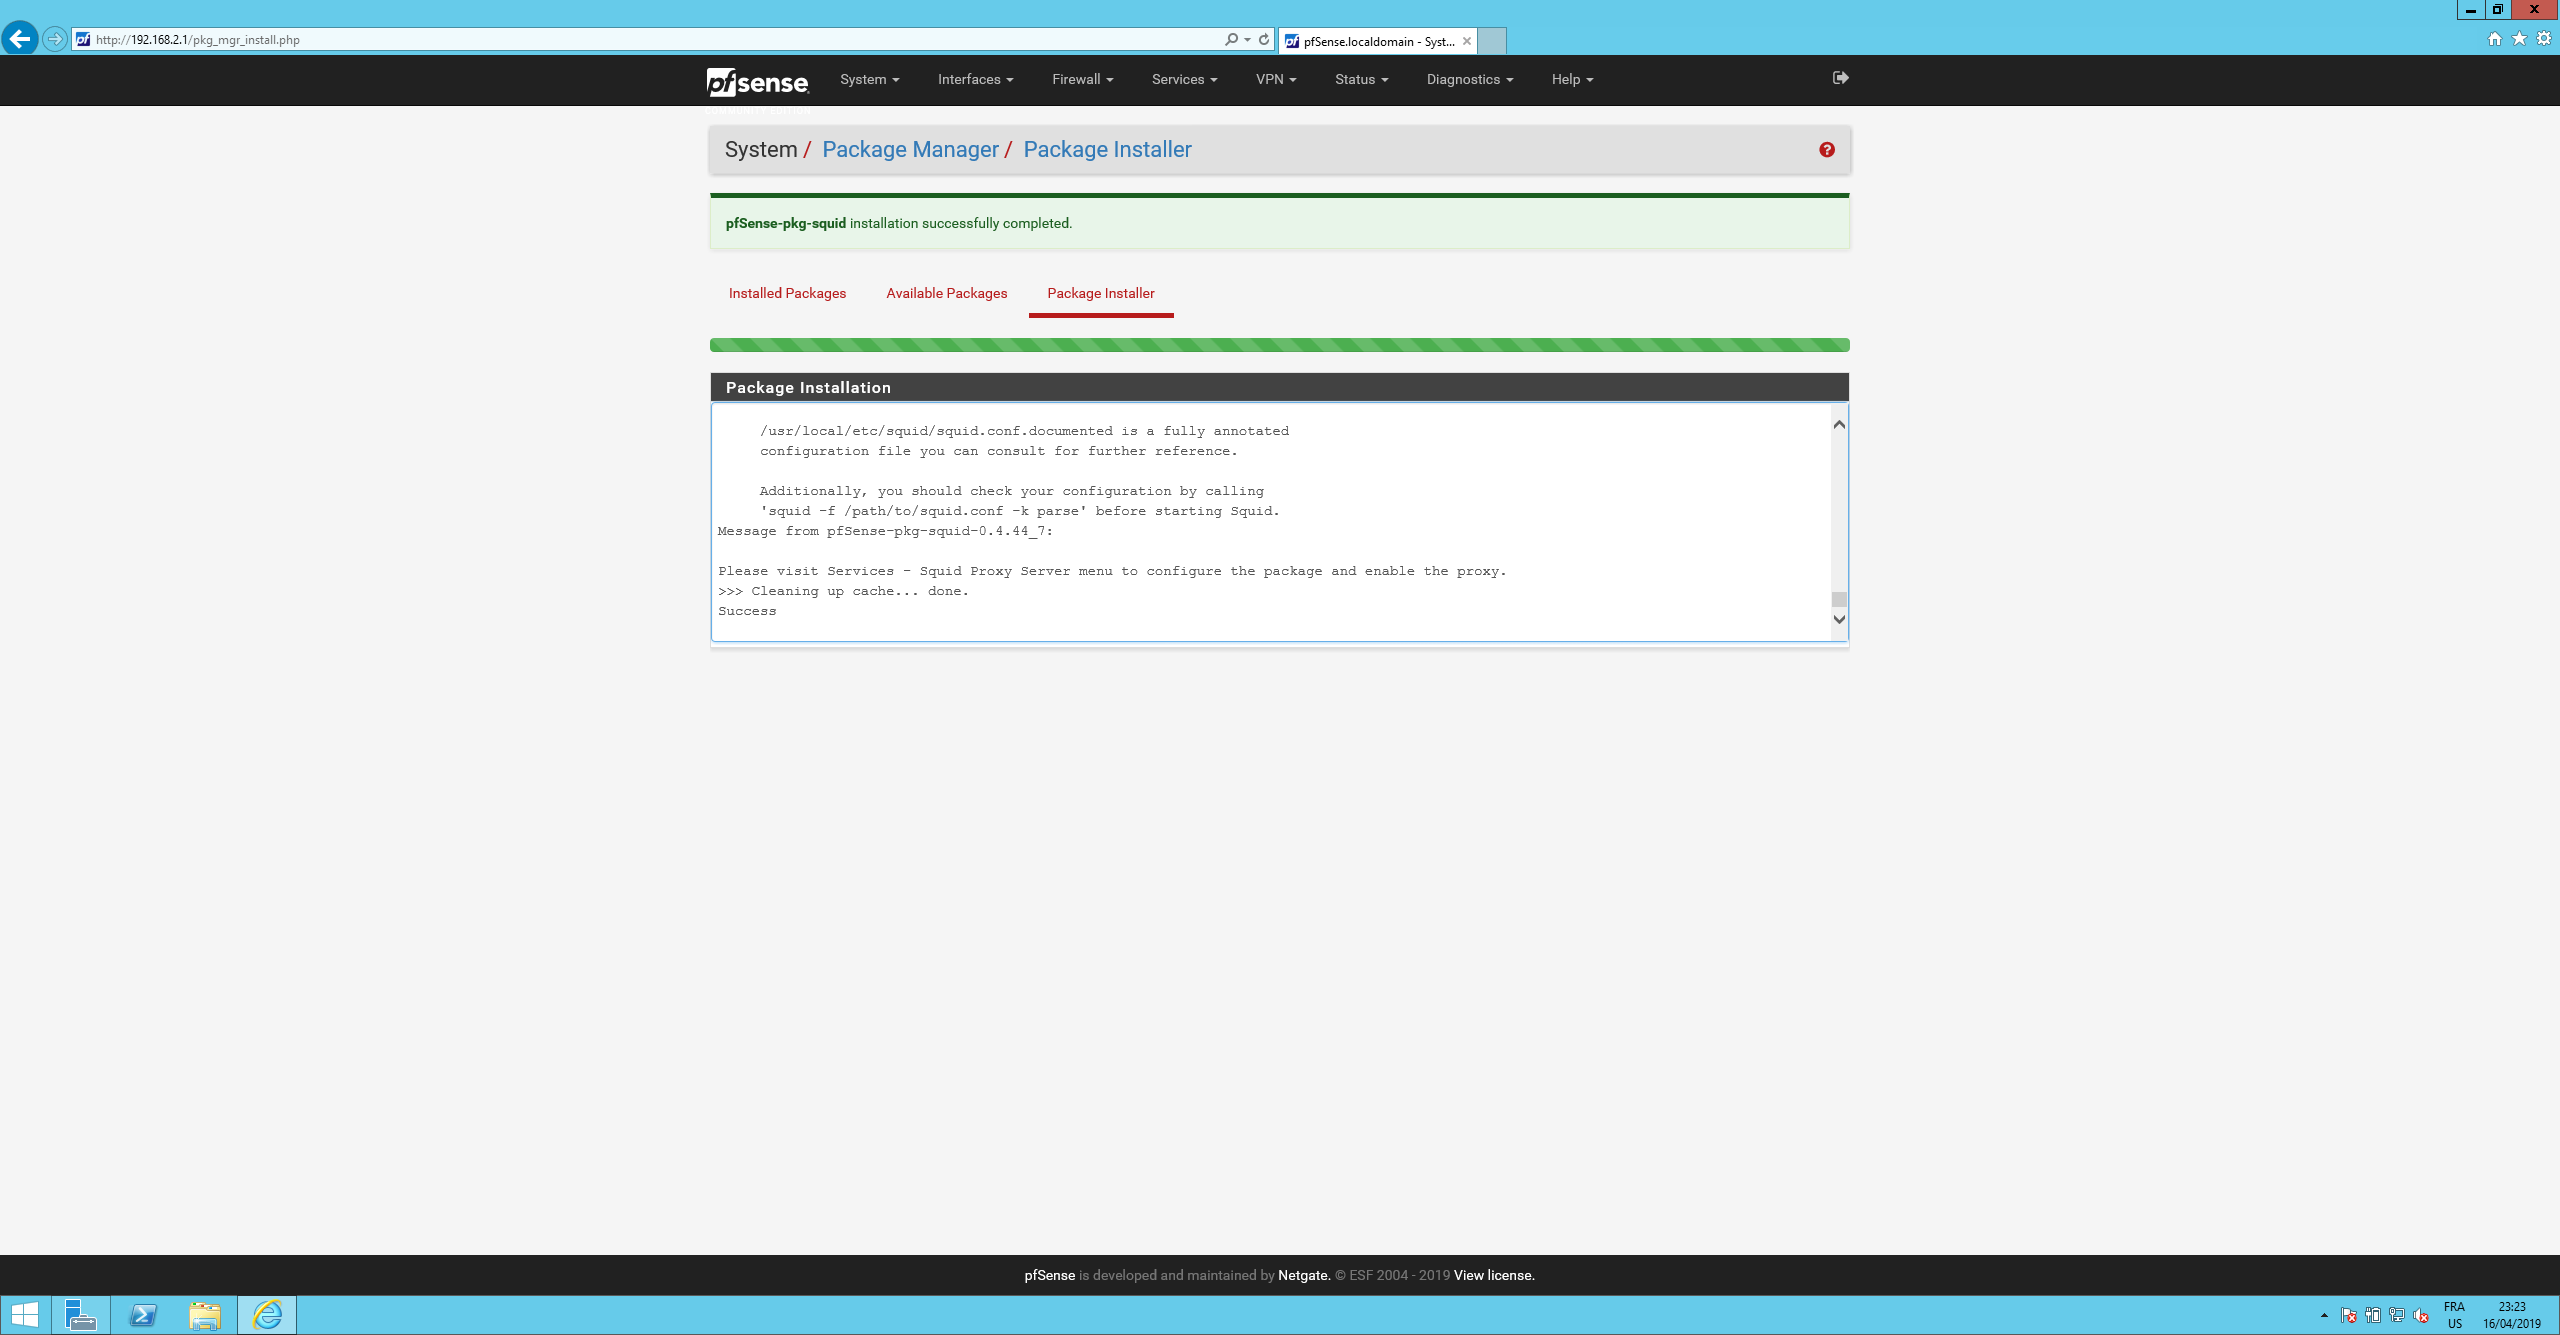 http://192.168.2.1/pkg_mgr_install.php
pfSense.localdomain - Syst...
pfsense
System
Interfaces
Firewall
Services
VPN
Status
Diagnostics
Help
System / Package Manager / Package Installer
pfSense-pkg-squid installation successfully completed.
Installed Packages
Available Packages
Package Installer
Package Installation
/usr/local/etc/squid/squid.conf.documented is a fully annotated
configuration file you can consult for further reference.
Additionally, you should check your configuration by calling
'squid -f /path/to/squid.conf -k parse' before starting Squid.
Message from pfSense-pkg-squid-0.4.44_7:
Please visit Services - Squid Proxy Server menu to configure the package and enable the proxy.
>>> Cleaning up cache... done.
Success
pfSense is developed and maintained by Netgate. © ESF 2004 - 2019 View license.
FRA
US
23:23
16/04/2019